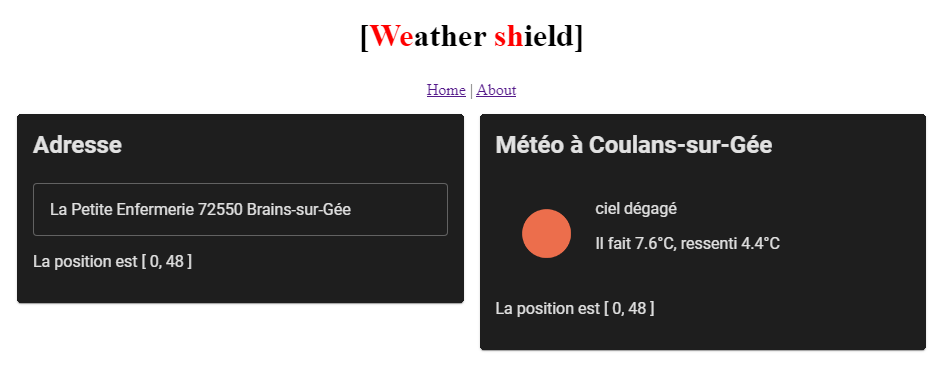 [Weather shield]
Home | About
Adresse
La Petite Enfermerie 72550 Brains-sur-Gée
La position est [ 0, 48 ]
Météo à Coulans-sur-Gée
ciel dégagé
Il fait 7.6°C, ressenti 4.4°C
La position est [ 0, 48 ]